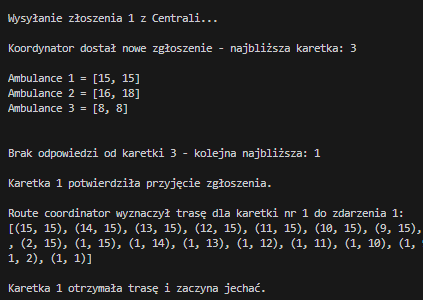 Wysyłanie złoszenia 1 z Centrali...
Koordynator dostał nowe zgłoszenie - najbliższa karetka: 3
Ambulance 1 = [15, 15]
Ambulance 2 = [16, 18]
Ambulance 3 = [8, 8]
Brak odpowiedzi od karetki 3 - kolejna najbliższa: 1
Karetka 1 potwierdziła przyjęcie zgłoszenia.
Route coordinator wyznaczył trasę dla karetki nr 1 do zdarzenia 1:
[(15, 15), (14, 15), (13, 15), (12, 15), (11, 15), (10, 15), (9, 15),
, (2, 15), (1, 15), (1, 14), (1, 13), (1, 12), (1, 11), (1, 10), (1,
1, 2), (1, 1)]
Karetka 1 otrzymała trasę i zaczyna jechać.